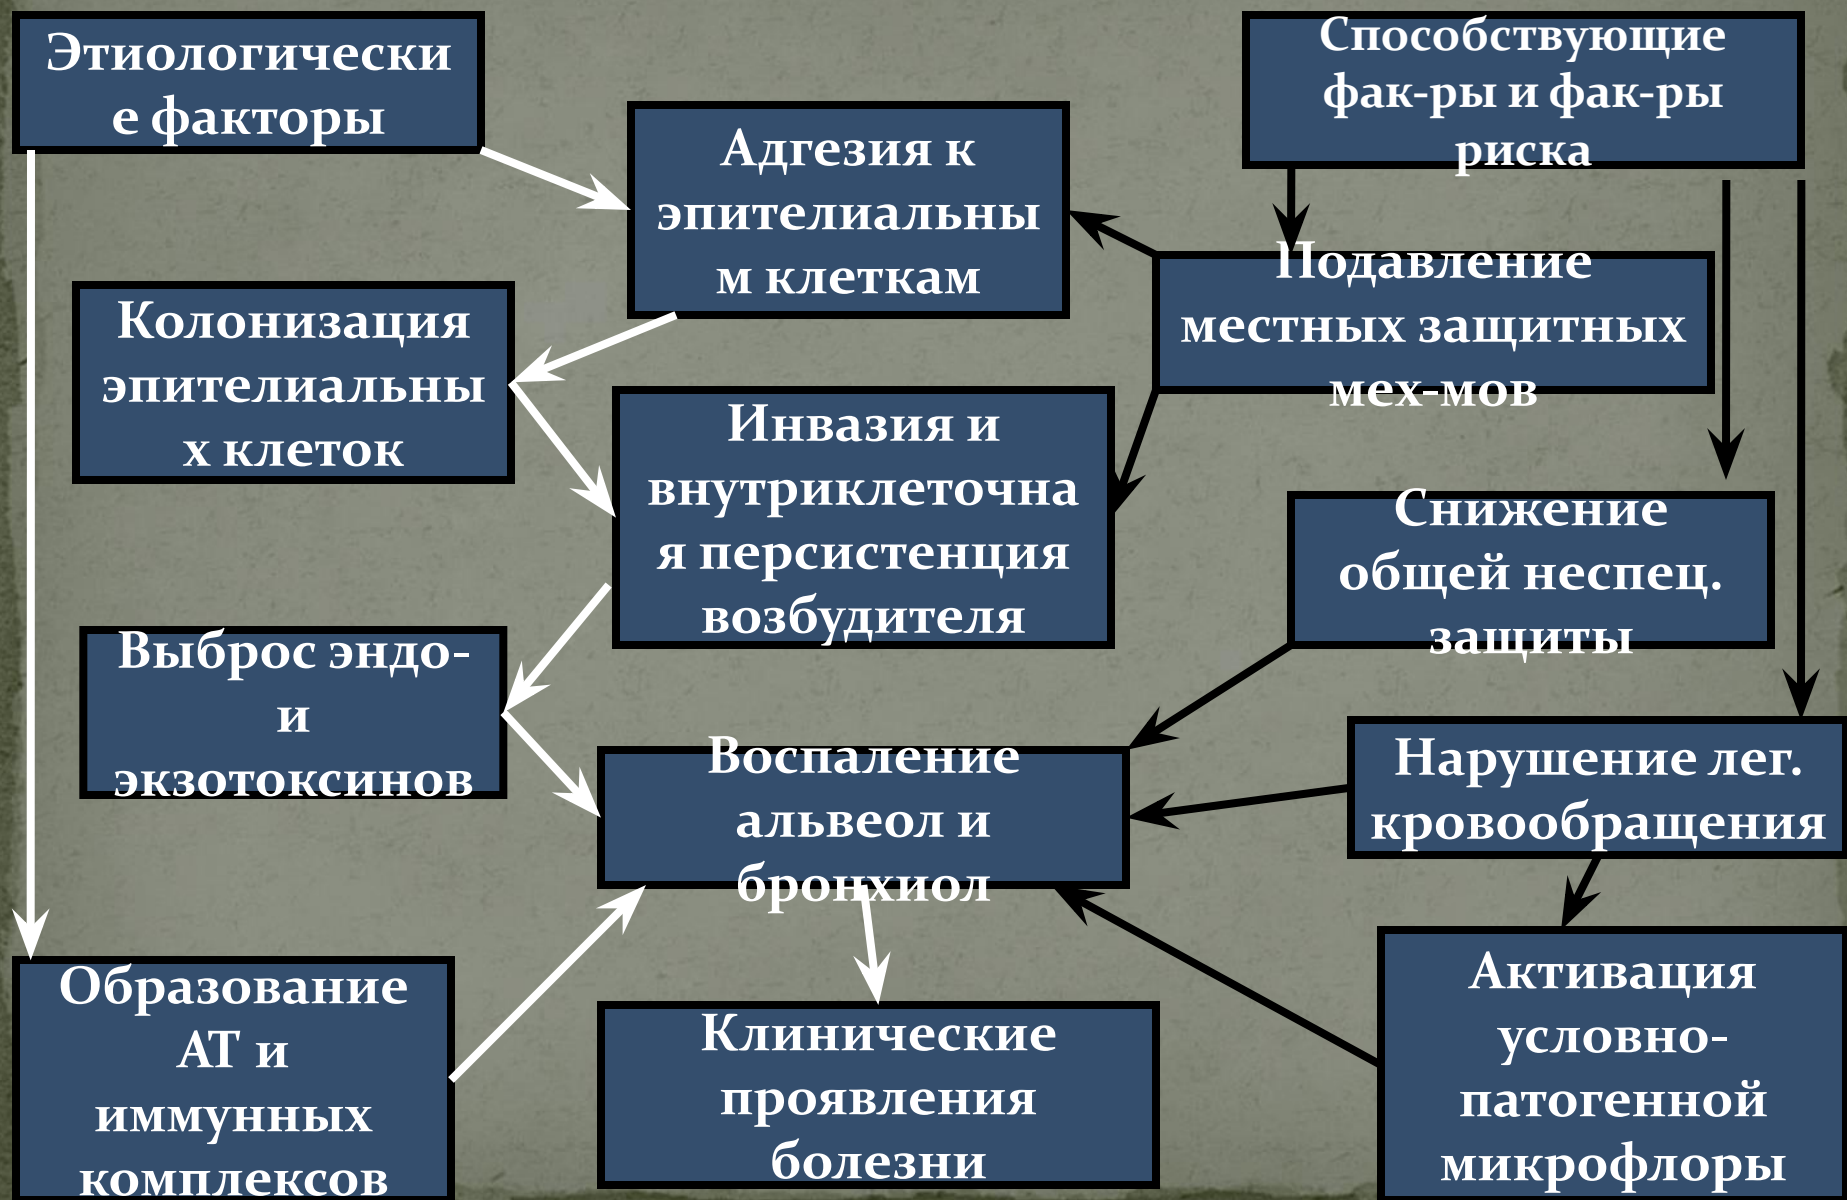 Этиологически
е факторы
Способствующие
фак-ры и фак-ры
риска
Адгезия к
эпителиальны
м клеткам
Подавление
местных защитных
мех-мов
Колонизация
эпителиальны
х клеток
Инвазия и
внутриклеточна
я персистенция
возбудителя
Снижение
общей неспец.
защиты
Выброс эндо-
и
экзотоксинов
Воспаление
альвеол и
бронхиол
Нарушение лег.
кровообращения
Образование
АТ и
иммунных
комплексов
Клинические
проявления
болезни
Активация
условно-
патогенной
микрофлоры